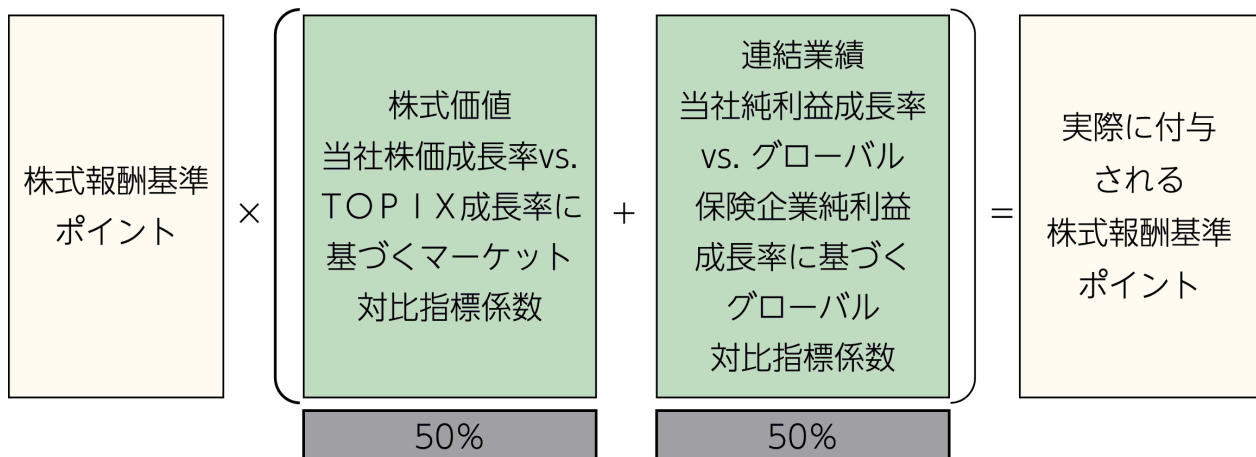 株式報酬基準
ポイント
×
株式価値
当社株価成長率vs.
ＴＯＰＩＸ成長率に
基づくマーケット
対比指標係数
50%
+
連結業績
当社純利益成長率
vs. グローバル
保険企業純利益
成長率に基づく
グローバル
対比指標係数
50%
=
実際に付与
される
株式報酬基準
ポイント